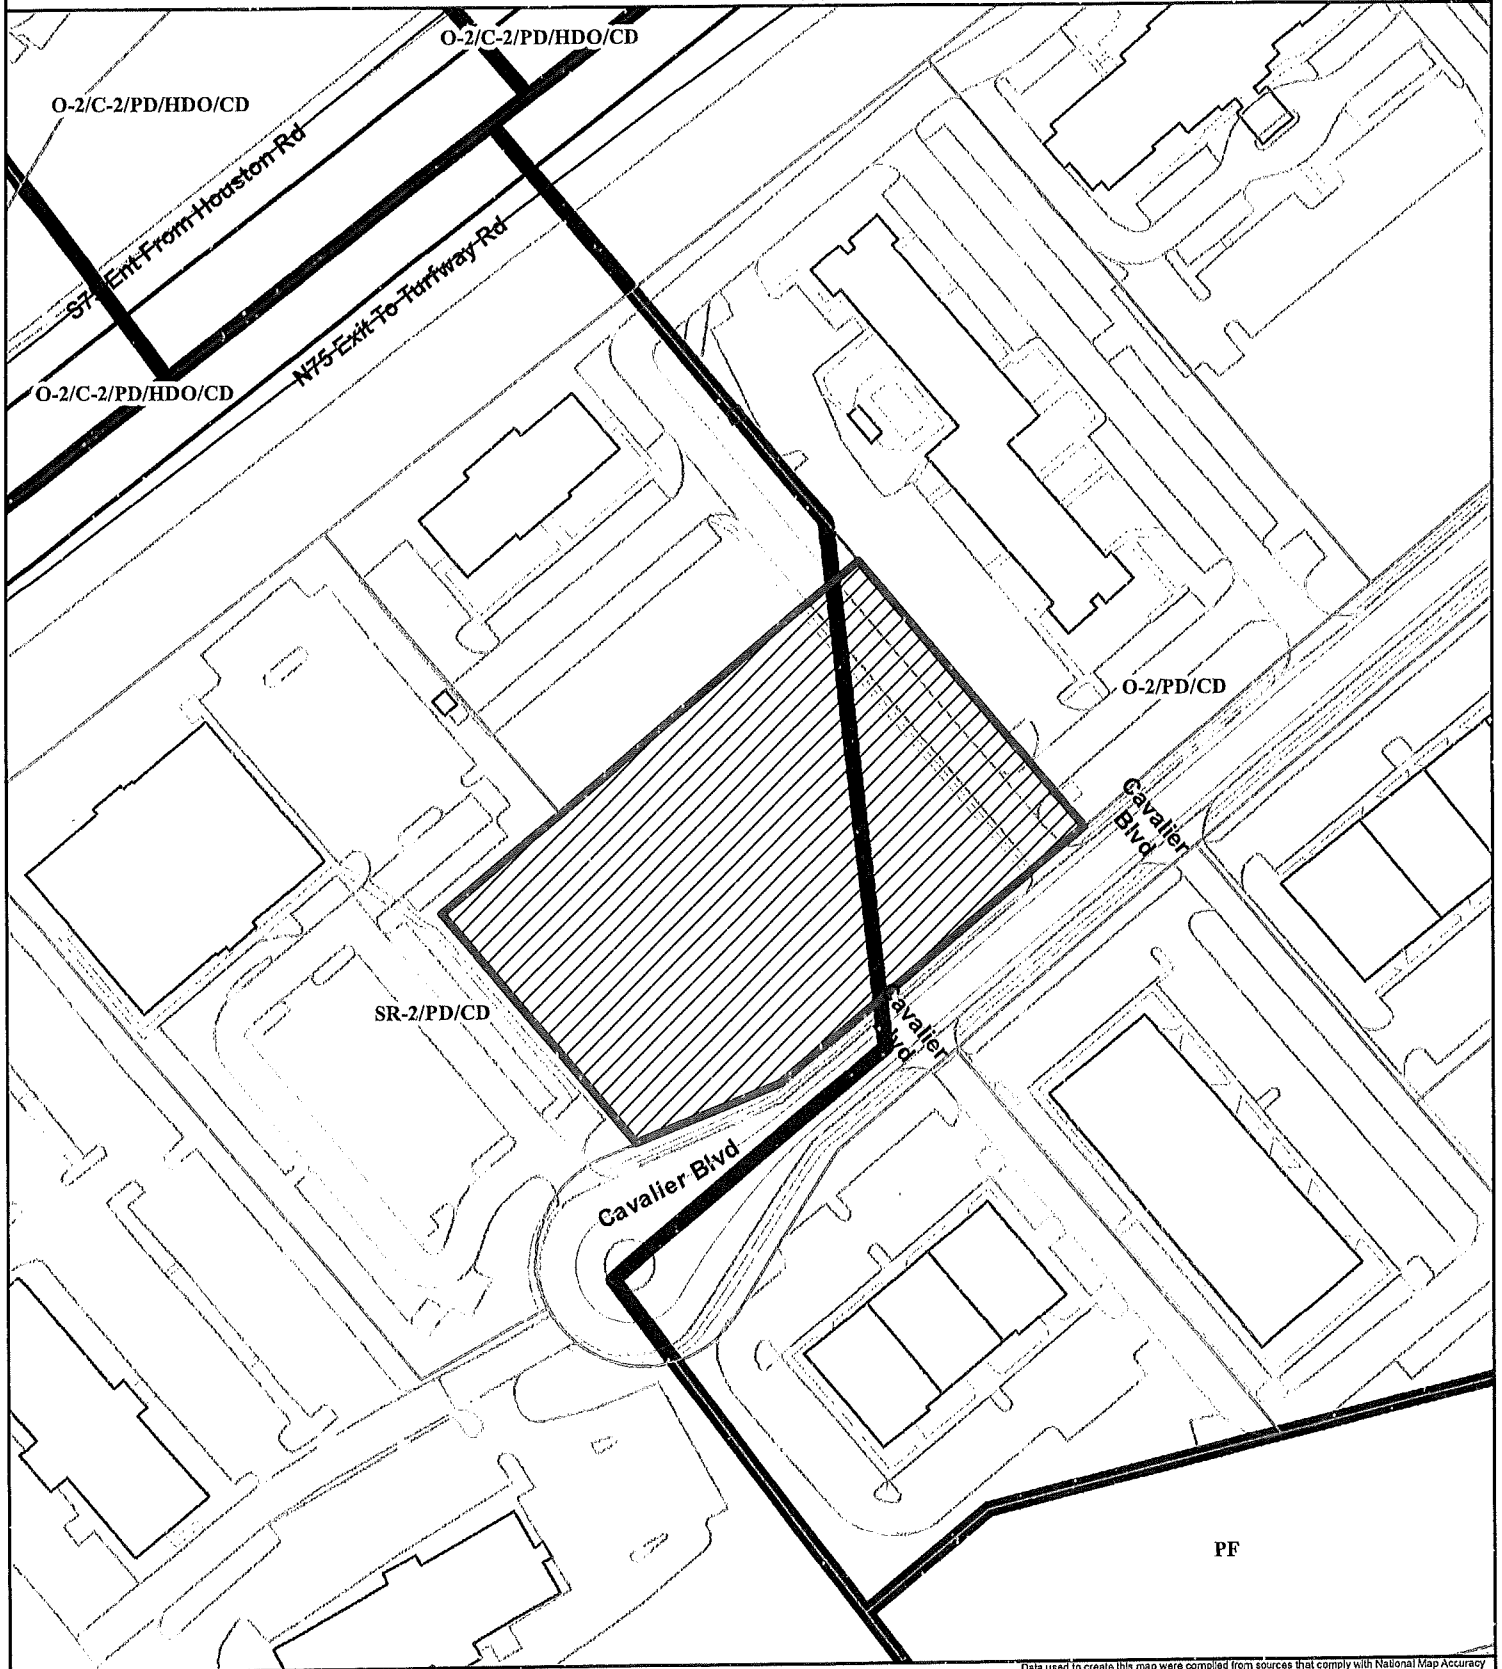 O-2/C-2/PD/HDO/CD
O-2/C-2/PD/HDO/CD
S75 Ent From Houston Rd
N75 Exit To Turfway Rd
O-2/C-2/PD/HDO/CD
O-2/PD/CD
Cavalier
Blvd
SR-2/PD/CD
Cavalier
Blvd
Cavalier Blvd
PF
Data used to create this map were compiled from sources that comply with National Map Accuracy